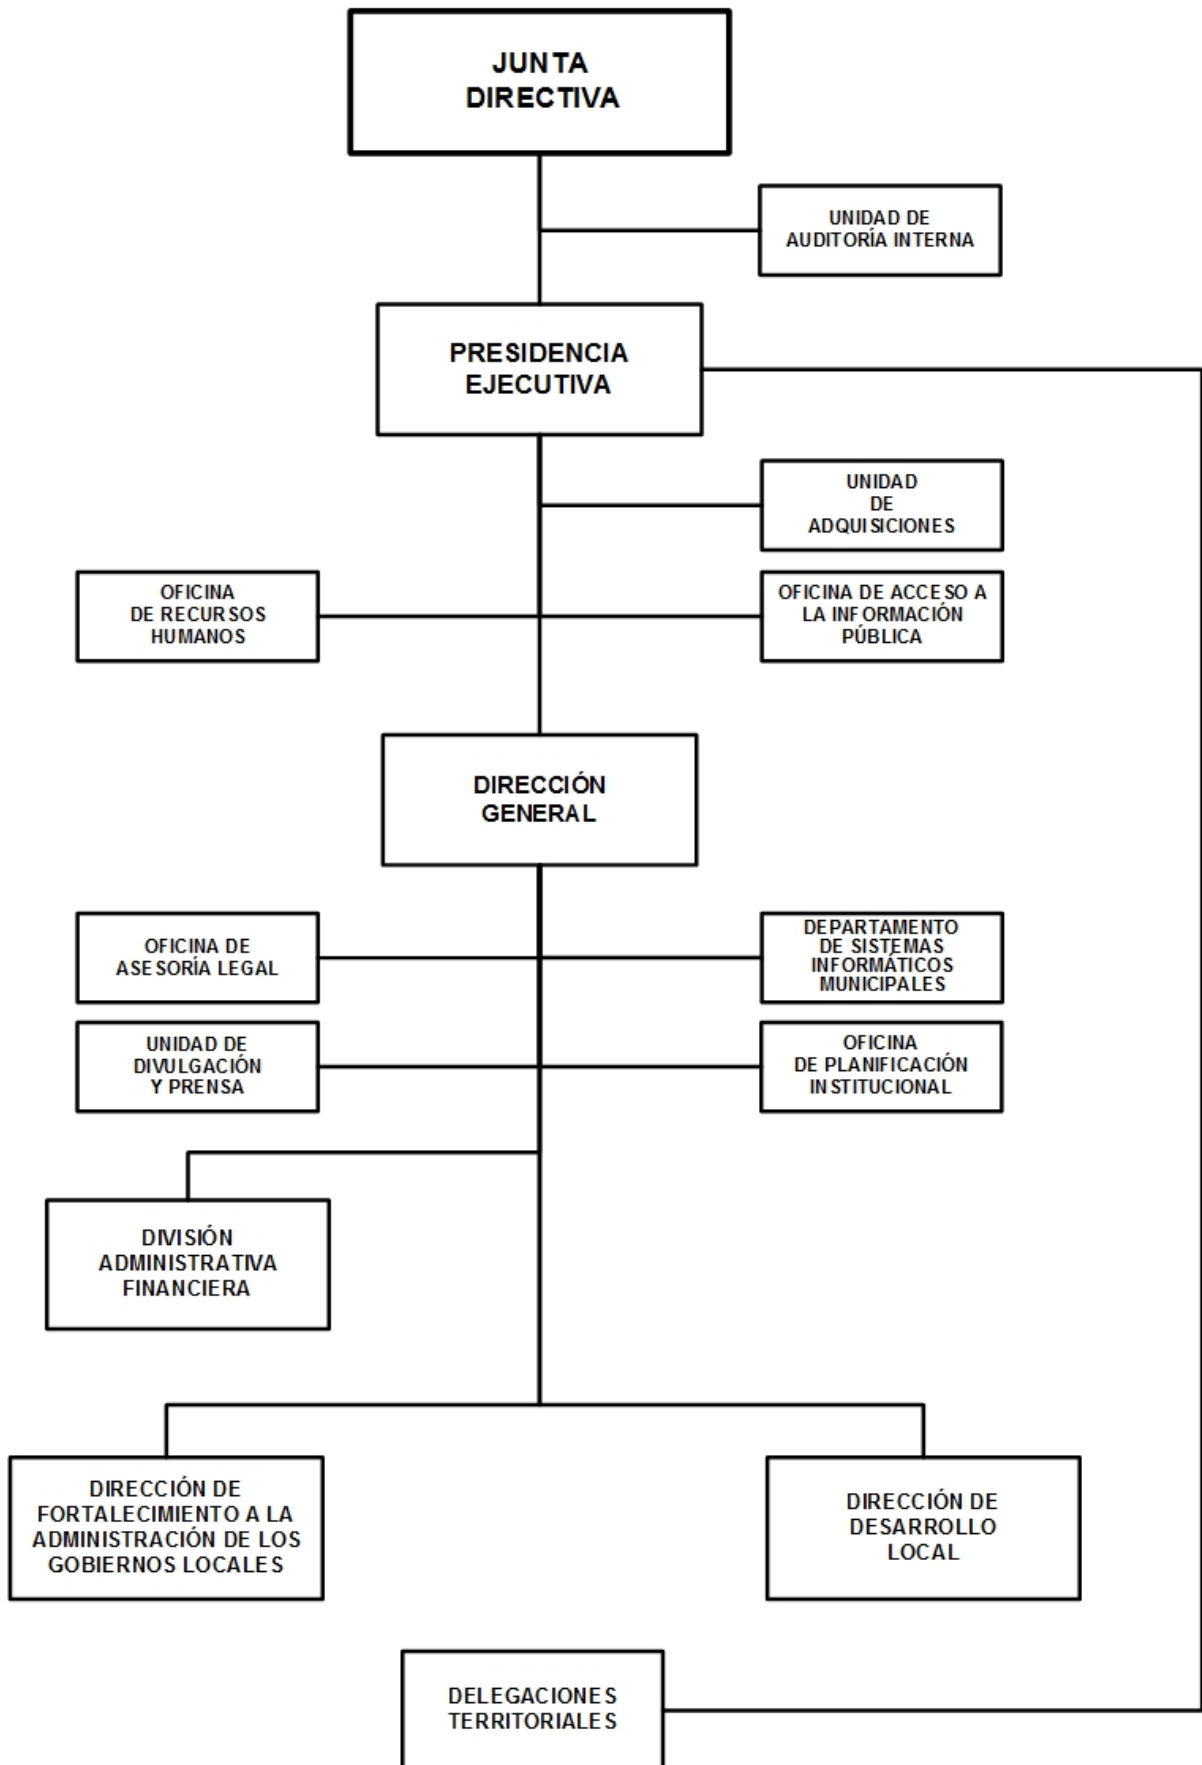 JUNTA
DIRECTIVA
UNIDAD DE
AUDITORÍA INTERNA
PRESIDENCIA
EJECUTIVA
UNIDAD
DE
ADQUISICIONES
OFICINA
DE RECURSOS
HUMANOS
OFICINA DE ACCESO A
LA INFORMACIÓN
PÚBLICA
DIRECCIÓN
GENERAL
OFICINA DE
ASESORÍA LEGAL
DEPARTAMENTO
DE SISTEMAS
INFORMÁTICOS
MUNICIPALES
UNIDAD DE
DIVULGACIÓN
Y PRENSA
OFICINA
DE PLANIFICACIÓN
INSTITUCIONAL
DIVISIÓN
ADMINISTRATIVA
FINANCIERA
DIRECCIÓN DE
FORTALECIMIENTO A LA
ADMINISTRACIÓN DE LOS
GOBIERNOS LOCALES
DIRECCIÓN DE
DESARROLLO
LOCAL
DELEGACIONES
TERRITORIALES